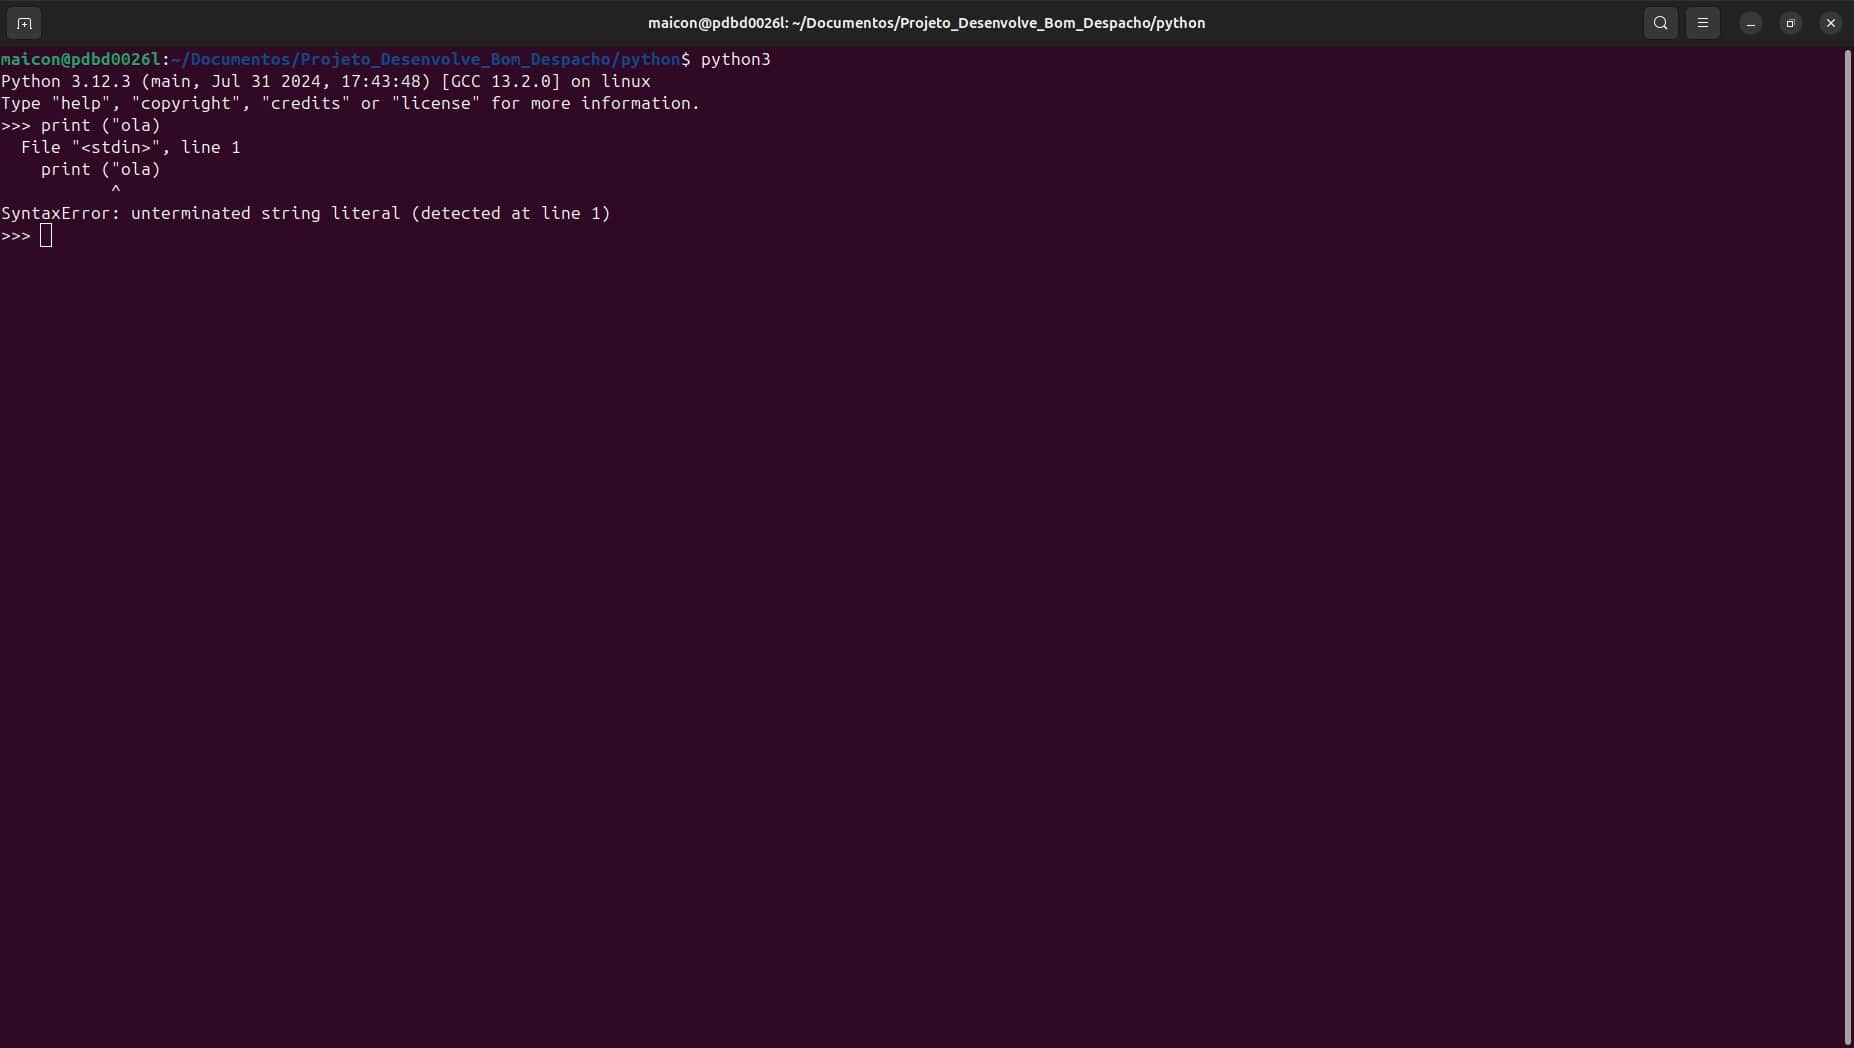 maicon@pdbd0026l: ~/Documentos/Projeto_Desenvolve_Bom_Despacho/python
maicon@pdbd0026l:~/Documentos/Projeto_Desenvolve_Bom_Despacho/python$ python3
Python 3.12.3 (main, Jul 31 2024, 17:43:48) [GCC 13.2.0] on linux
Type "help", "copyright", "credits" or "license" for more information.
>>> print ("ola)
  File "<stdin>", line 1
    print ("ola)
           ^
SyntaxError: unterminated string literal (detected at line 1)
>>>